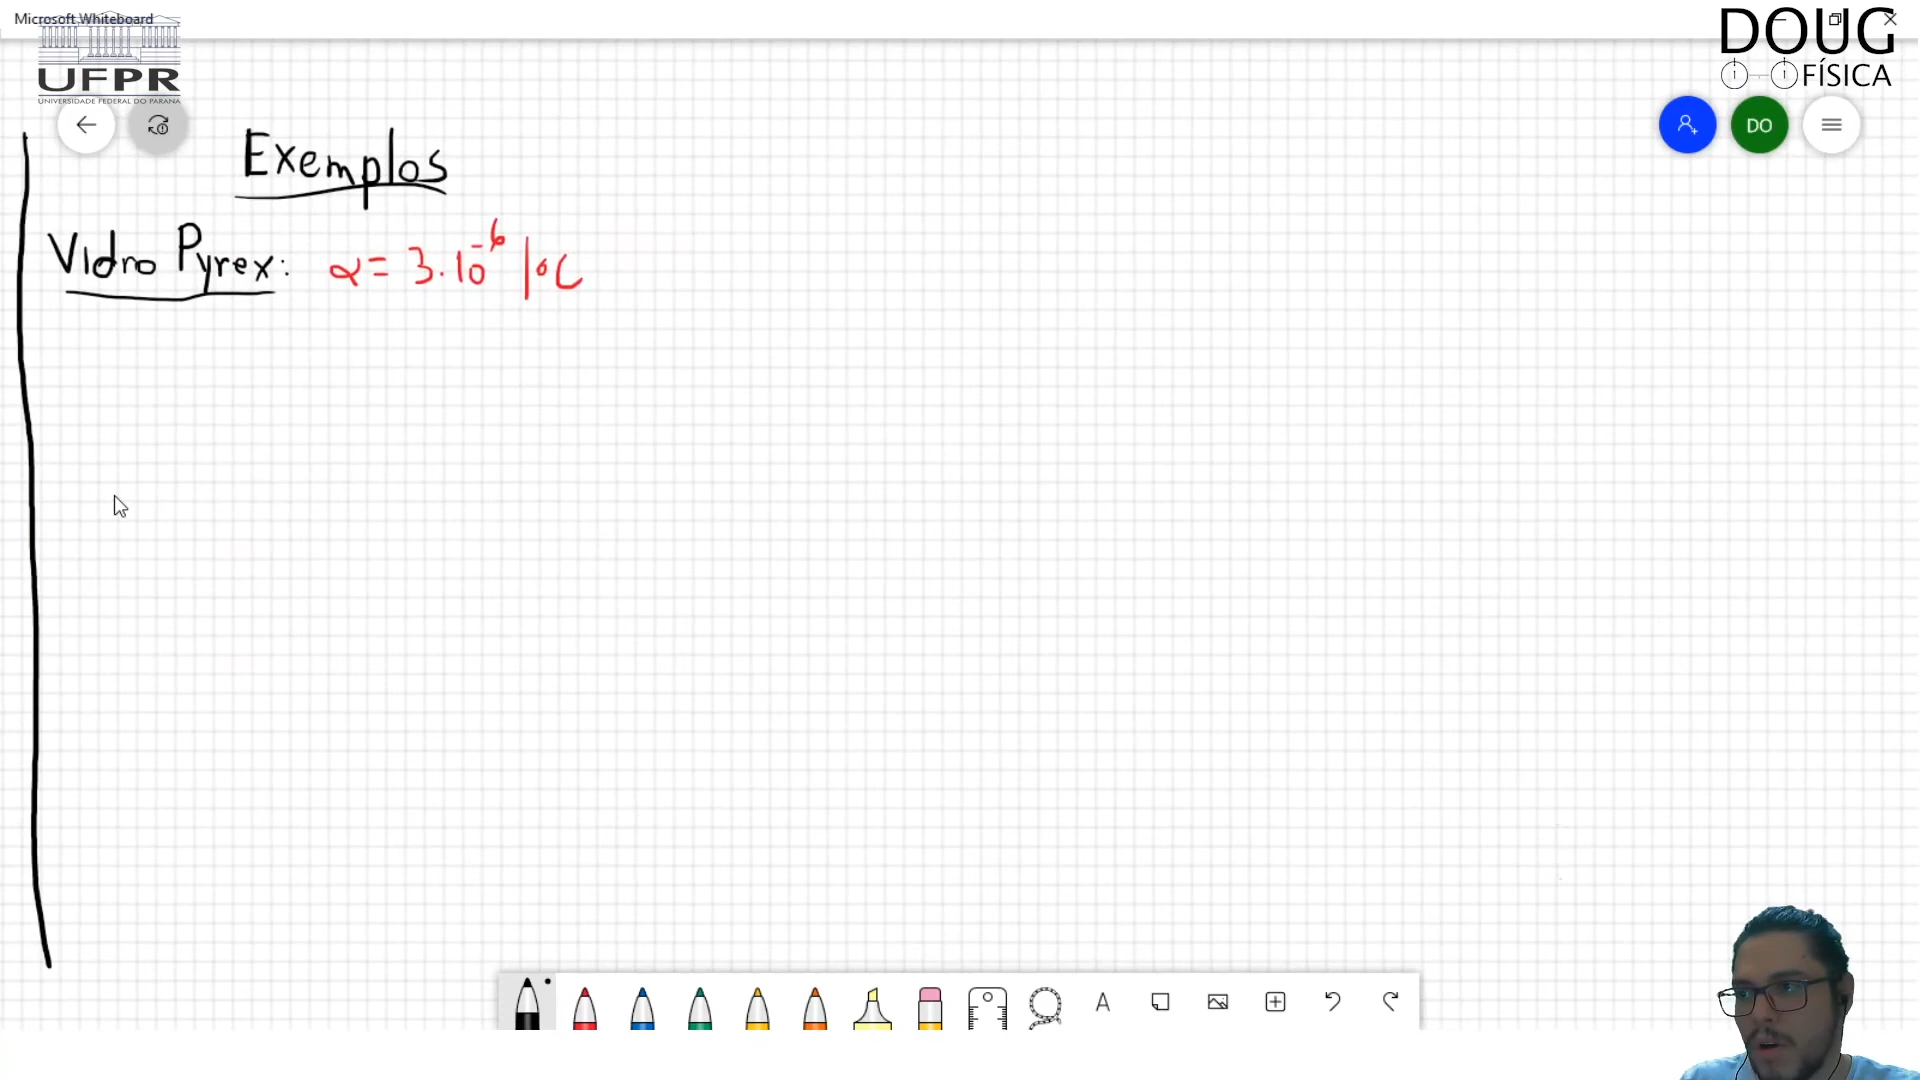 Microsoft Whiteboard
UFPR
UNIVERSIDADE FEDERAL DO PARANÁ
DOUG
FÍSICA
DO
Exemplos
Vidro Pyrex: α = 3.10⁻⁶ /°C
A